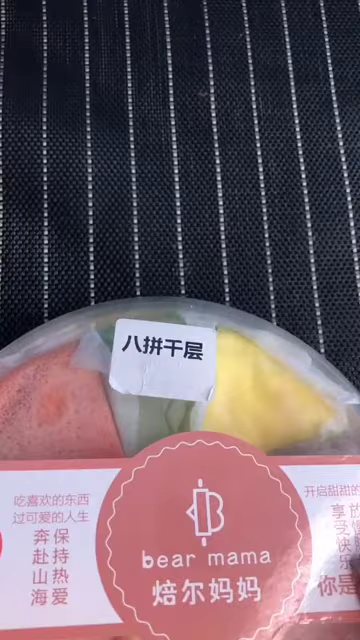 八拼千层
吃喜欢的东西
过可爱的人生
奔 保
赴 持
山 热
海 爱
bear mama
焙尔妈妈
开启甜甜的
享 放
受
快
乐
你是